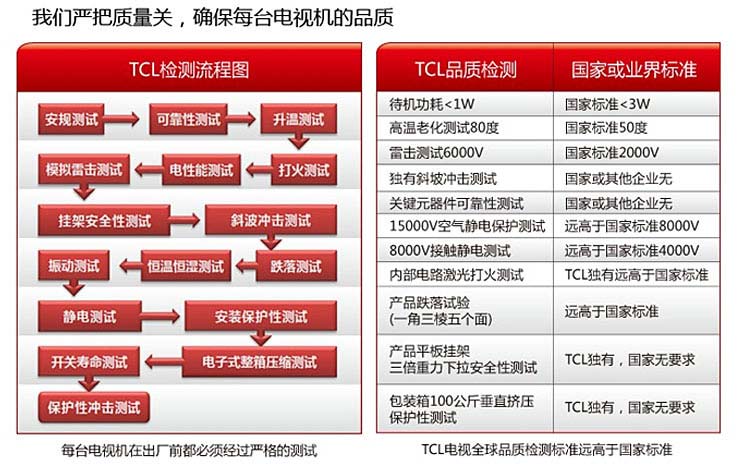 我们严把质量关，确保每台电视机的品质
TCL检测流程图
安规测试
可靠性测试
升温测试
模拟雷击测试
电性能测试
打火测试
挂架安全性测试
斜波冲击测试
振动测试
恒温恒湿测试
跌落测试
静电测试
安装保护性测试
开关寿命测试
电子式整箱压缩测试
保护性冲击测试
每台电视机在出厂前都必须经过严格的测试
TCL品质检测 国家或业界标准
待机功耗<1W 国家标准<3W
高温老化测试80度 国家标准50度
雷击测试6000V 国家标准2000V
独有斜坡冲击测试 国家或其他企业无
关键元器件可靠性测试 国家或其他企业无
15000V空气静电保护测试 远高于国家标准8000V
8000V接触静电测试 远高于国家标准4000V
内部电路激光打火测试 TCL独有远高于国家标准
产品跌落试验
(一角三棱五个面) 远高于国家标准
产品平板挂架
三倍重力下拉安全性测试 TCL独有，国家无要求
包装箱100公斤垂直挤压
保护性测试 TCL独有，国家无要求
TCL电视全球品质检测标准远高于国家标准